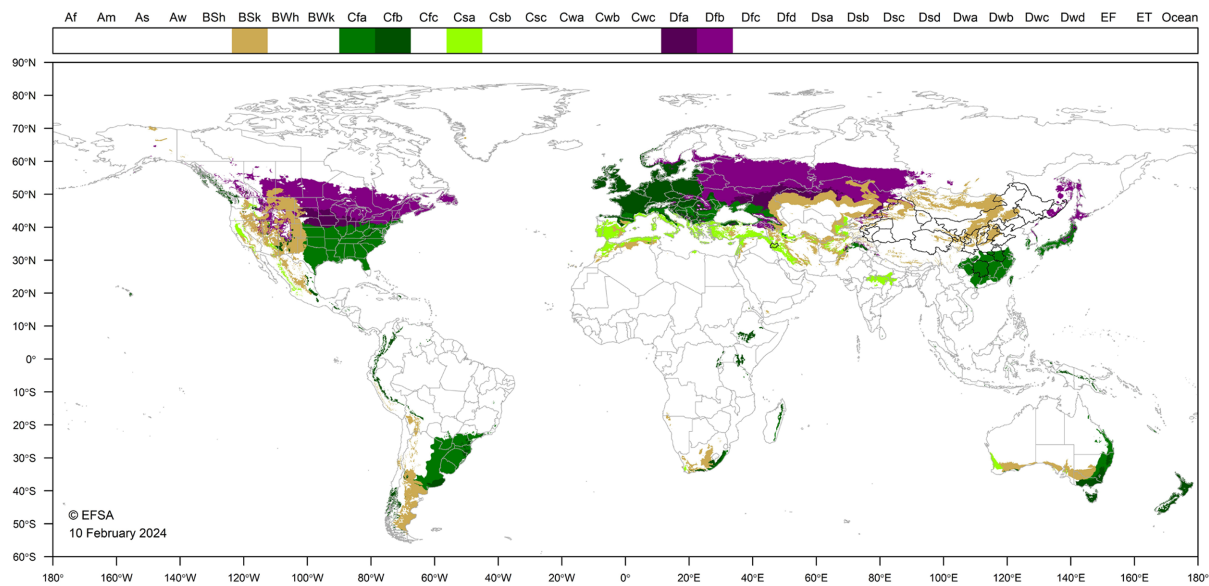 Af Am As Aw BSh BSk BWh BWk Cfa Cfb Cfc Csa Csb Csc Cwa Cwb Cwc Dfa Dfb Dfc Dfd Dsa Dsb Dsc Dsd Dwa Dwb Dwc Dwd EF ET Ocean
90°N
80°N
70°N
60°N
50°N
40°N
30°N
20°N
10°N
0°
10°S
20°S
30°S
40°S
50°S
60°S
© EFSA
10 February 2024
180° 160°W 140°W 120°W 100°W 80°W 60°W 40°W 20°W 0° 20°E 40°E 60°E 80°E 100°E 120°E 140°E 160°E 180°